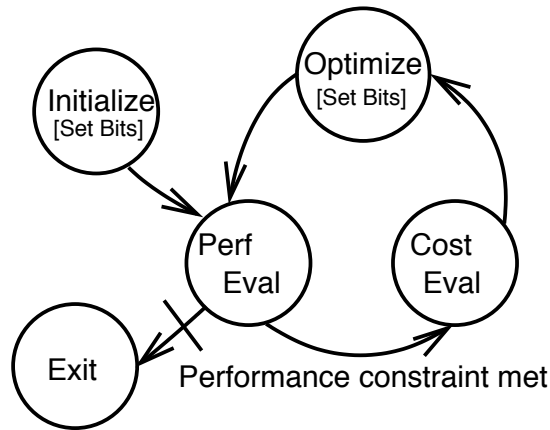 Initialize
[Set Bits]
Optimize
[Set Bits]
Perf
Eval
Cost
Eval
Exit
Performance constraint met